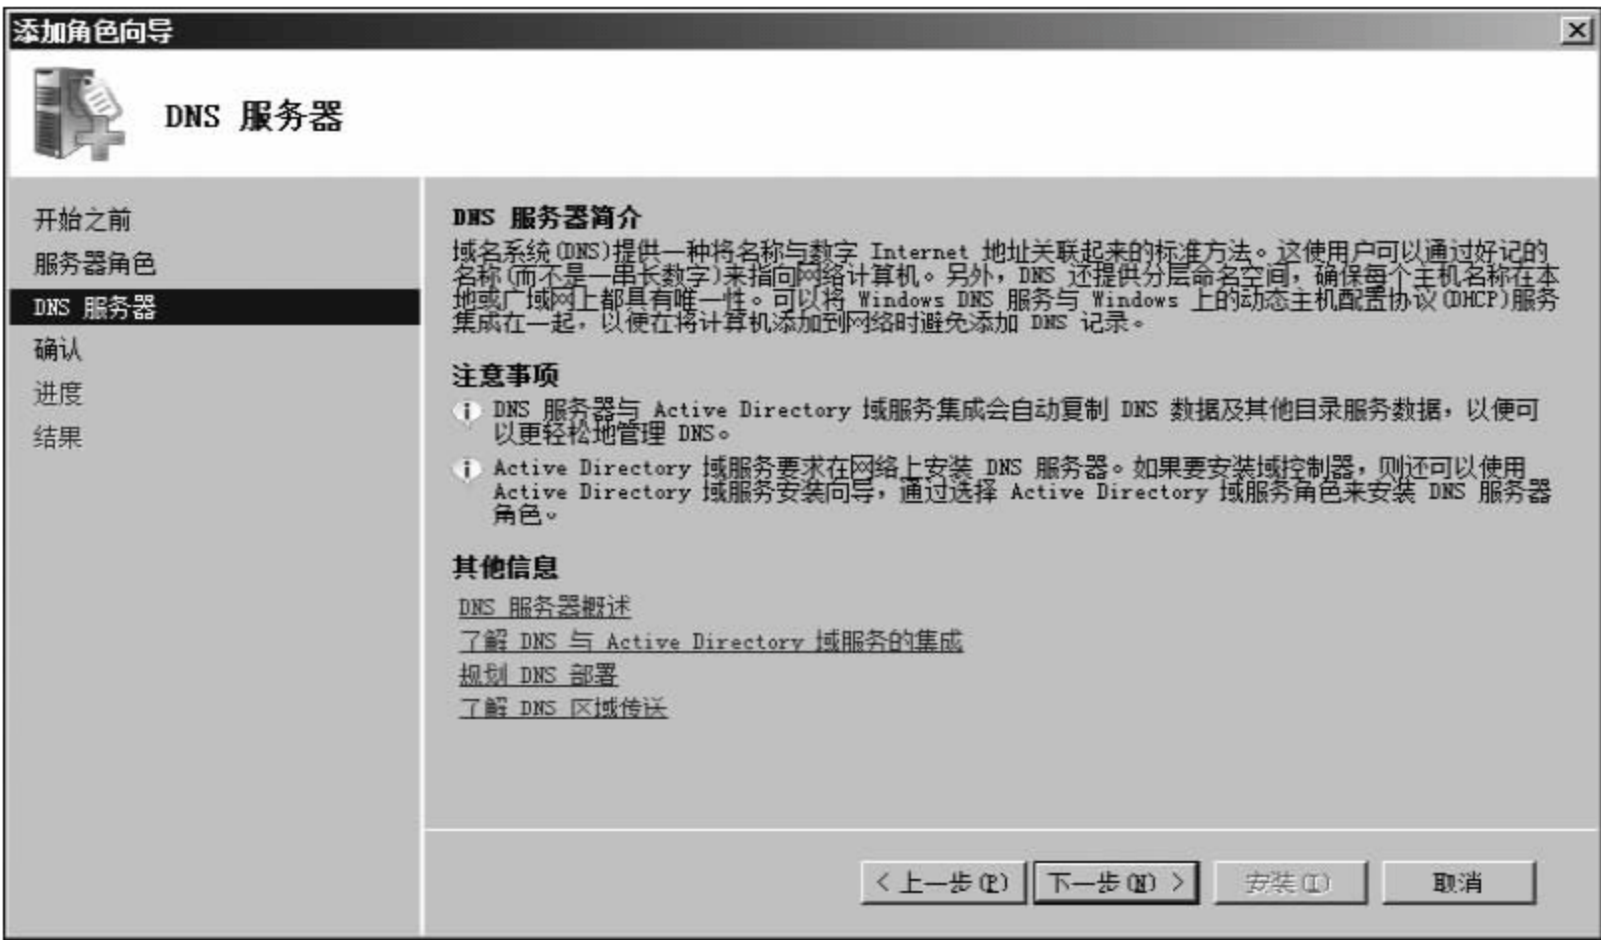 添加角色向导
DNS 服务器
开始之前
服务器角色
DNS 服务器
确认
进度
结果
DNS 服务器简介
域名系统(DNS)提供一种将名称与数字 Internet 地址关联起来的标准方法。这使用户可以通过好记的
名称(而不是一串长数字)来指向网络计算机。另外，DNS 还提供分层命名空间，确保每个主机名称在本
地或广域网上都具有唯一性。可以将 Windows DNS 服务与 Windows 上的动态主机配置协议(DHCP)服务
集成在一起，以便在将计算机添加到网络时避免添加 DNS 记录。
注意事项
DNS 服务器与 Active Directory 域服务集成会自动复制 DNS 数据及其他目录服务数据，以便可
以更轻松地管理 DNS。
Active Directory 域服务要求在网络上安装 DNS 服务器。如果要安装域控制器，则还可以使用
Active Directory 域服务安装向导，通过选择 Active Directory 域服务角色来安装 DNS 服务器
角色。
其他信息
DNS 服务器概述
了解 DNS 与 Active Directory 域服务的集成
规划 DNS 部署
了解 DNS 区域传送
< 上一步(P) 下一步(N) > 安装(I) 取消